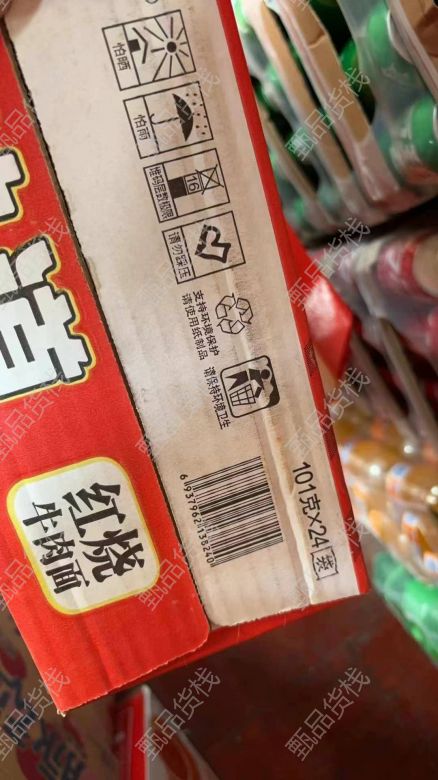 怕晒
怕雨
堆码层数极限
16
请勿踩压
支持环境保护
请使用纸制品
请保持环境卫生
6937962113824 0
101克×24袋
红烧
牛肉面
甄品货栈